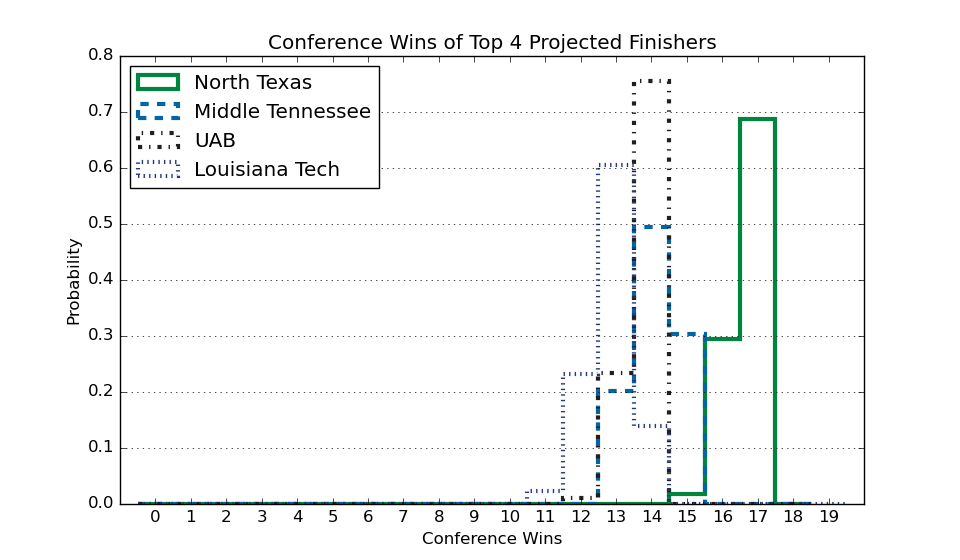 Conference Wins of Top 4 Projected Finishers
0.8
0.7
0.6
0.5
0.4
0.3
0.2
0.1
0.0
Probability
North Texas
Middle Tennessee
UAB
Louisiana Tech
0 1 2 3 4 5 6 7 8 9 10 11 12 13 14 15 16 17 18 19
Conference Wins